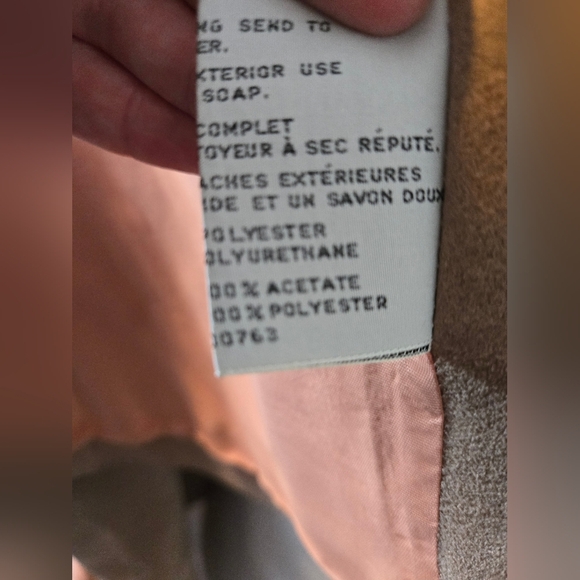 NG SEND TO
ER.
XTERIOR USE
SOAP.
COMPLET
TOYEUR À SEC RÉPUTÉ.
ACHES EXTÉRIEURES
IDE ET UN SAVON DOUX
POLYESTER
OLYURETHANE
00% ACETATE
00% POLYESTER
00763